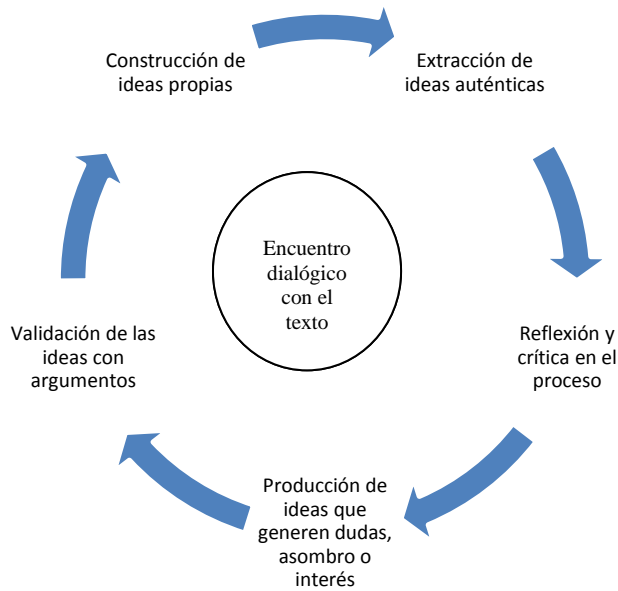 Construcción de
ideas propias
Extracción de
ideas auténticas
Encuentro
dialógico
con el
texto
Reflexión y
crítica en el
proceso
Producción de
ideas que
generen dudas,
asombro o
interés
Validación de las
ideas con
argumentos